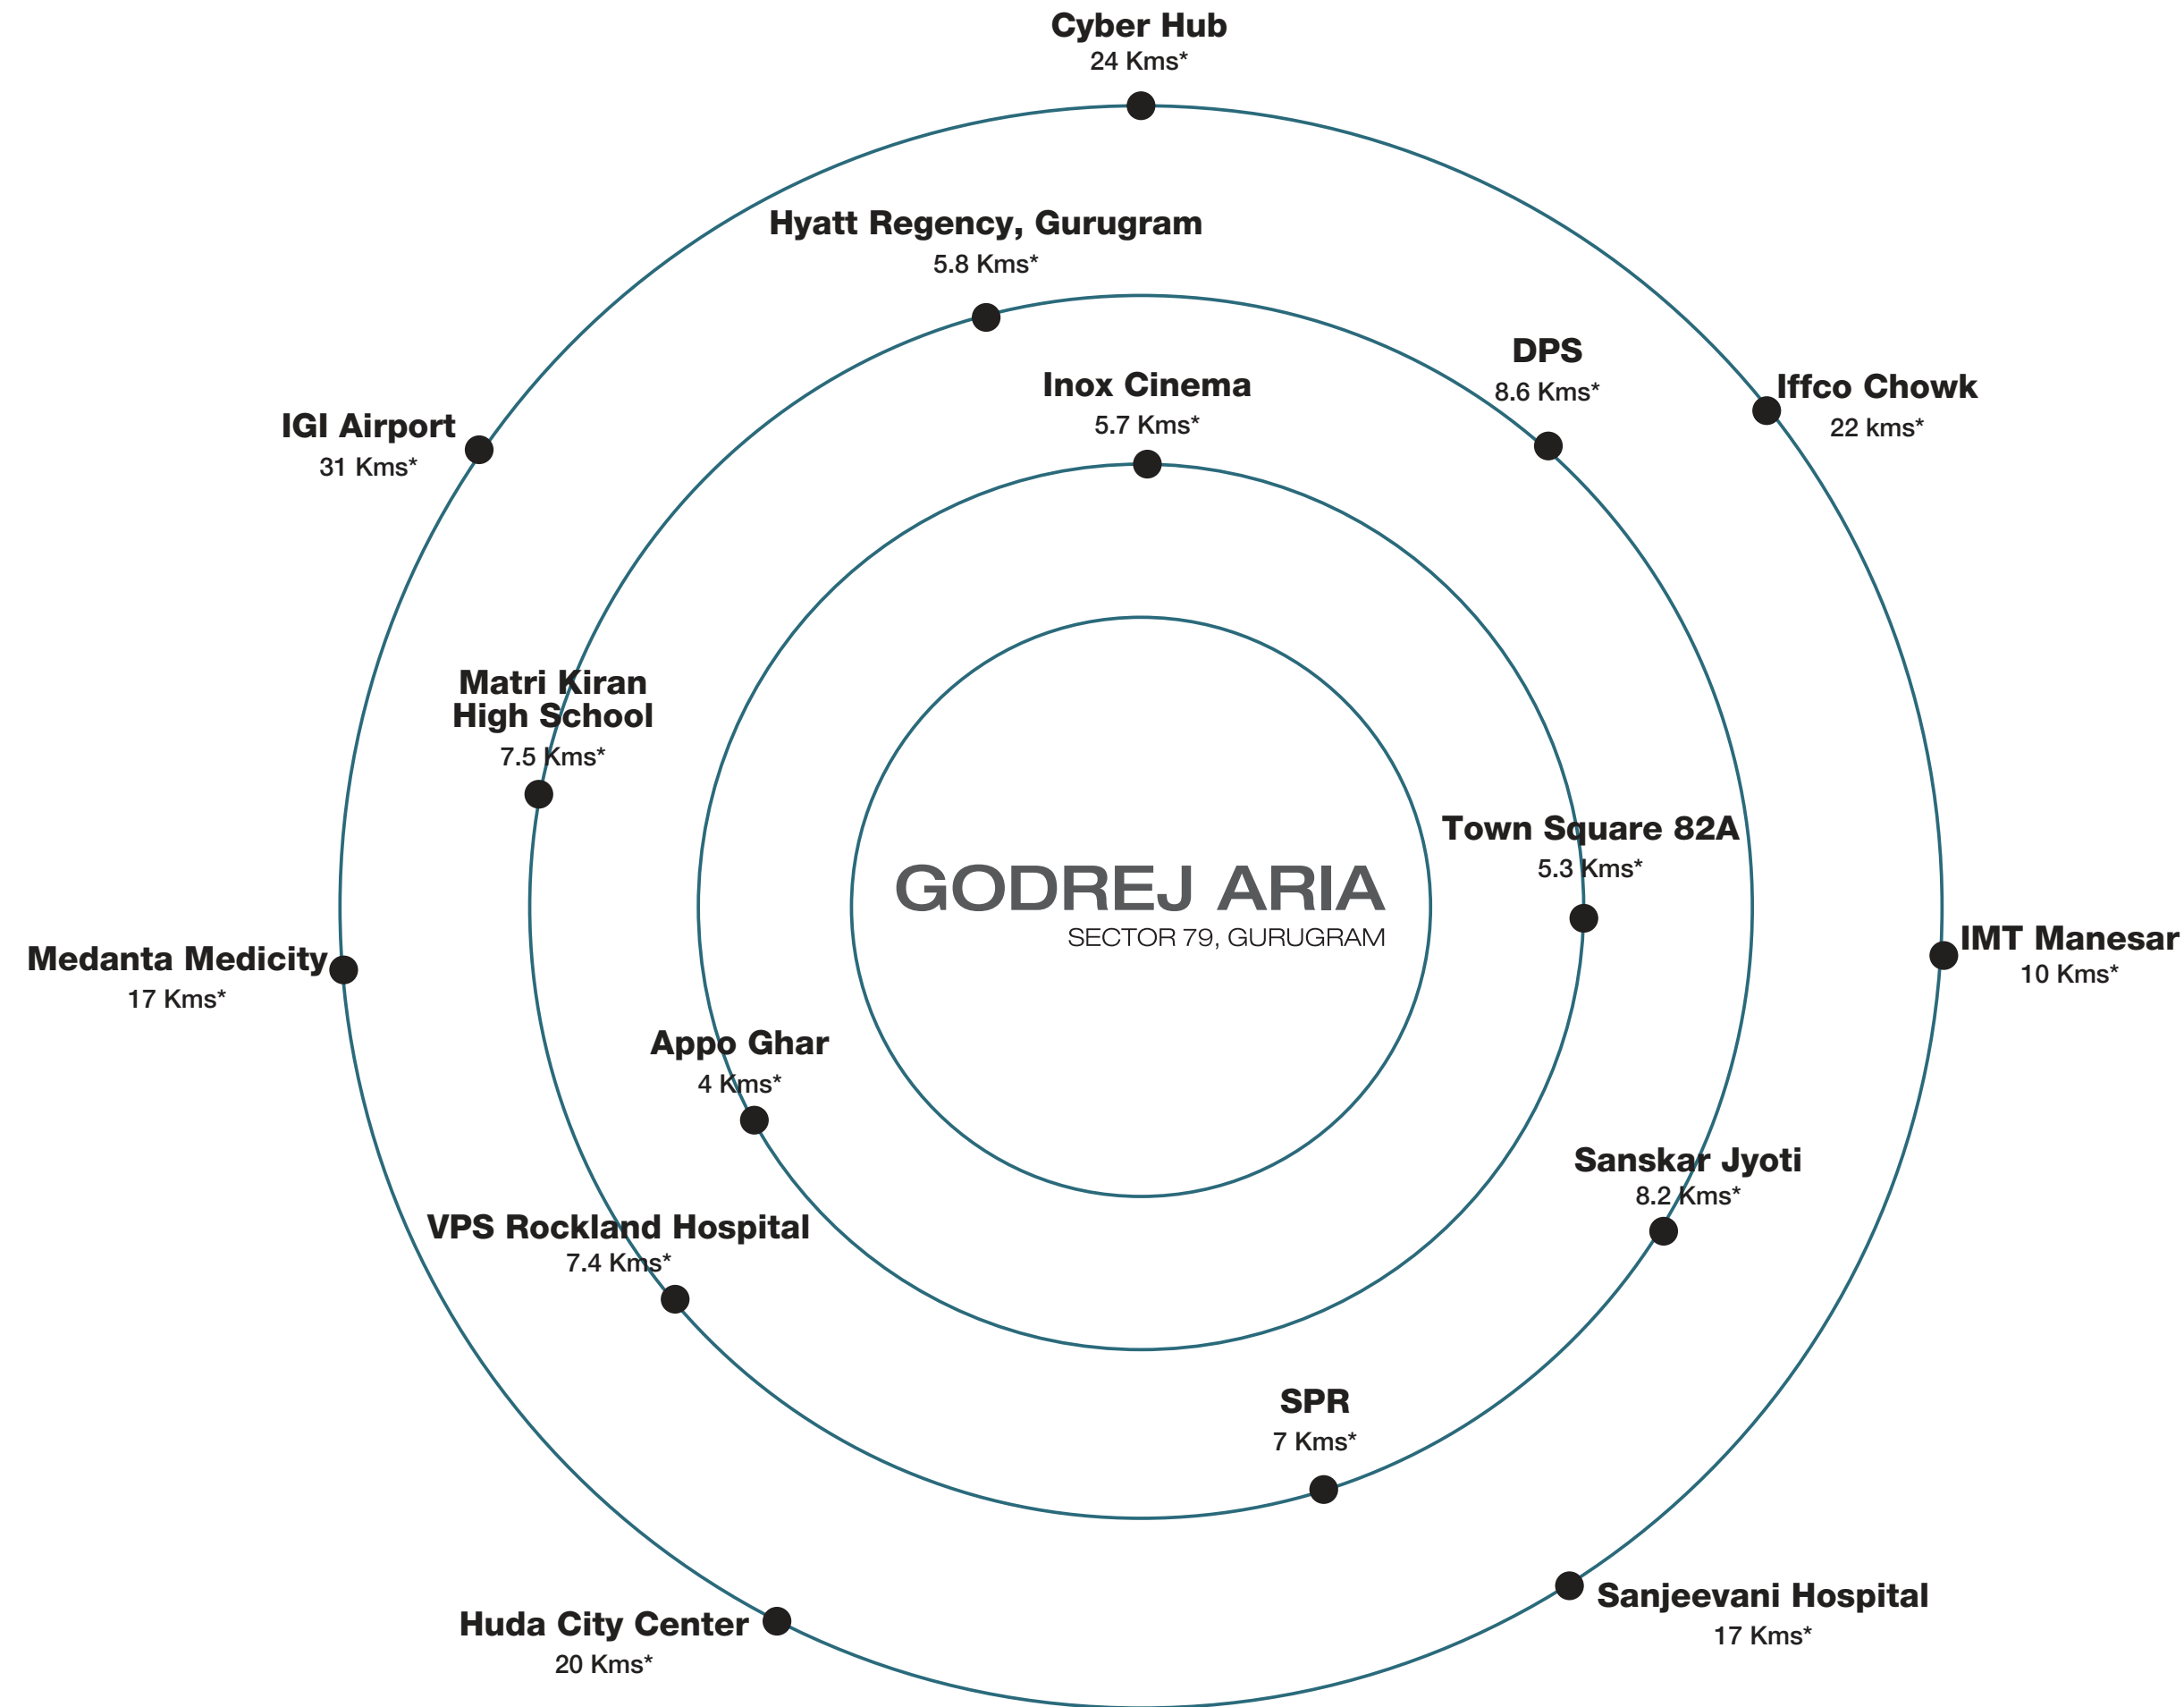 Cyber Hub
24 Kms*
Hyatt Regency, Gurugram
5.8 Kms*
DPS
8.6 Kms*
Inox Cinema
5.7 Kms*
Iffco Chowk
22 kms*
IGI Airport
31 Kms*
Matri Kiran
High School
7.5 Kms*
Town Square 82A
5.3 Kms*
GODREJ ARIA
SECTOR 79, GURUGRAM
IMT Manesar
10 Kms*
Medanta Medicity
17 Kms*
Appo Ghar
4 Kms*
Sanskar Jyoti
8.2 Kms*
VPS Rockland Hospital
7.4 Kms*
SPR
7 Kms*
Sanjeevani Hospital
17 Kms*
Huda City Center
20 Kms*